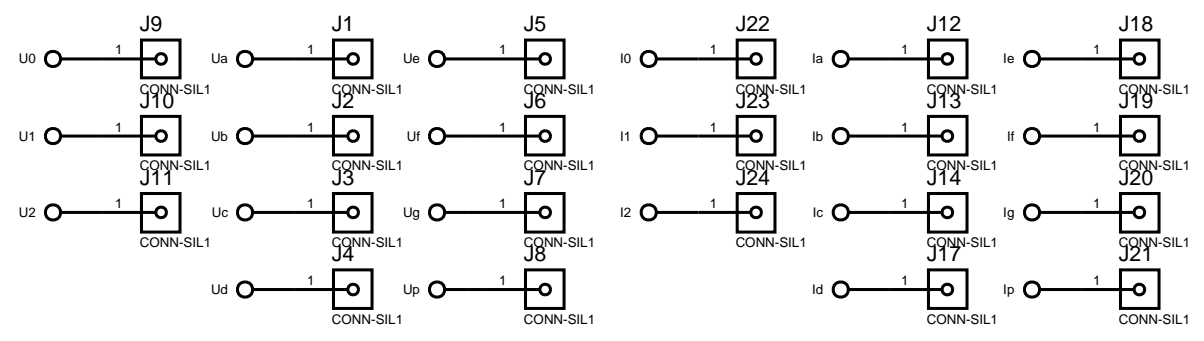 J9 J1 J5 J22 J12 J18
U0 1 Ua 1 Ue 1 I0 1 Ia 1 Ie 1
CONN-SIL1 CONN-SIL1 CONN-SIL1 CONN-SIL1 CONN-SIL1 CONN-SIL1
J10 J2 J6 J23 J13 J19
U1 1 Ub 1 Uf 1 I1 1 Ib 1 If 1
CONN-SIL1 CONN-SIL1 CONN-SIL1 CONN-SIL1 CONN-SIL1 CONN-SIL1
J11 J3 J7 J24 J14 J20
U2 1 Uc 1 Ug 1 I2 1 Ic 1 Ig 1
CONN-SIL1 CONN-SIL1 CONN-SIL1 CONN-SIL1 CONN-SIL1 CONN-SIL1
J4 J8 J17 J21
Ud 1 Up 1 Id 1 Ip 1
CONN-SIL1 CONN-SIL1 CONN-SIL1 CONN-SIL1